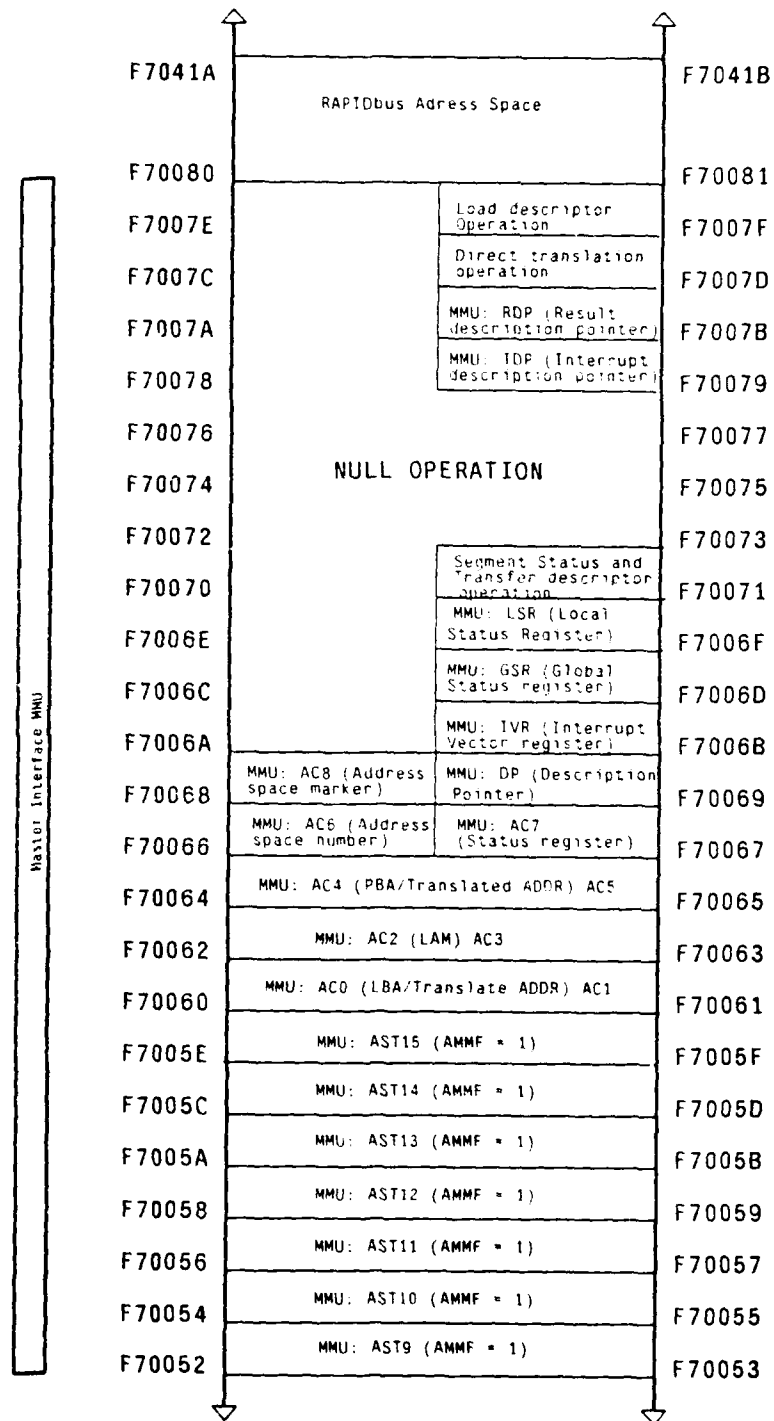 F7041A F7041B
RAPIDbus Adress Space
F70080 F70081
Load descriptor
Operation
F7007E F7007F
Direct translation
operation
F7007C F7007D
MMU: RDP (Result
description pointer)
F7007A F7007B
MMU: IDP (Interrupt
description pointer)
F70078 F70079
F70076 F70077
NULL OPERATION
F70074 F70075
F70072 F70073
Segment Status and
Transfer descriptor
operation
F70070 F70071
MMU: LSR (Local
Status Register)
F7006E F7006F
MMU: GSR (Global
Status register)
F7006C F7006D
MMU: IVR (Interrupt
Vector register)
F7006A F7006B
MMU: AC8 (Address MMU: DP (Description
space marker) Pointer)
F70068 F70069
MMU: AC6 (Address MMU: AC7
space number) (Status register)
F70066 F70067
MMU: AC4 (PBA/Translated ADDR) AC5
F70064 F70065
MMU: AC2 (LAM) AC3
F70062 F70063
MMU: AC0 (LBA/Translate ADDR) AC1
F70060 F70061
MMU: AST15 (AMMF = 1)
F7005E F7005F
MMU: AST14 (AMMF = 1)
F7005C F7005D
MMU: AST13 (AMMF = 1)
F7005A F7005B
MMU: AST12 (AMMF = 1)
F70058 F70059
MMU: AST11 (AMMF = 1)
F70056 F70057
MMU: AST10 (AMMF = 1)
F70054 F70055
MMU: AST9 (AMMF = 1)
F70052 F70053
Master Interface MMU